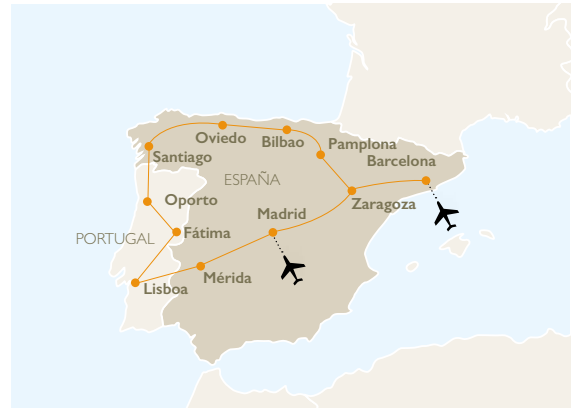 Oviedo
Bilbao
Pamplona
Santiago
Barcelona
ESPAÑA
Oporto
Zaragoza
Madrid
Fátima
PORTUGAL
Mérida
Lisboa